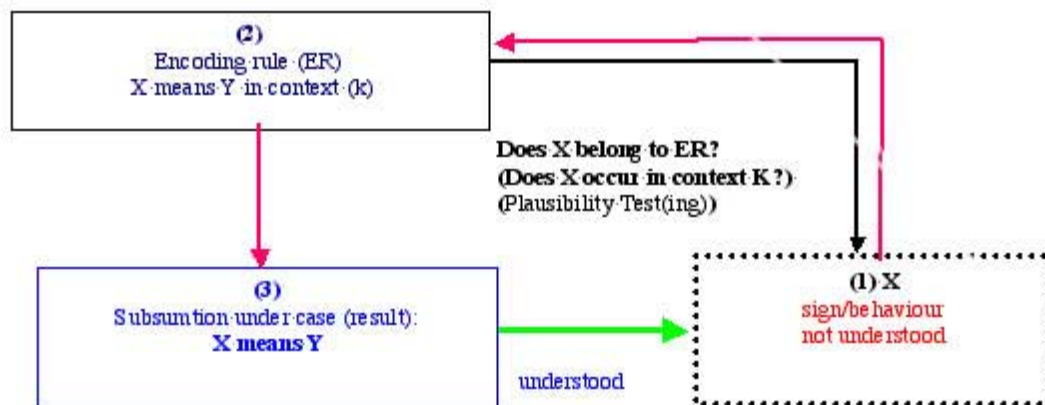 (2)
Encoding rule (ER)
X means Y in context (k)
Does X belong to ER?
(Does X occur in context K?)
(Plausibility Test(ing))
(3)
Subsumtion under case (result):
X means Y
understood
(1) X
sign/behaviour
not understood